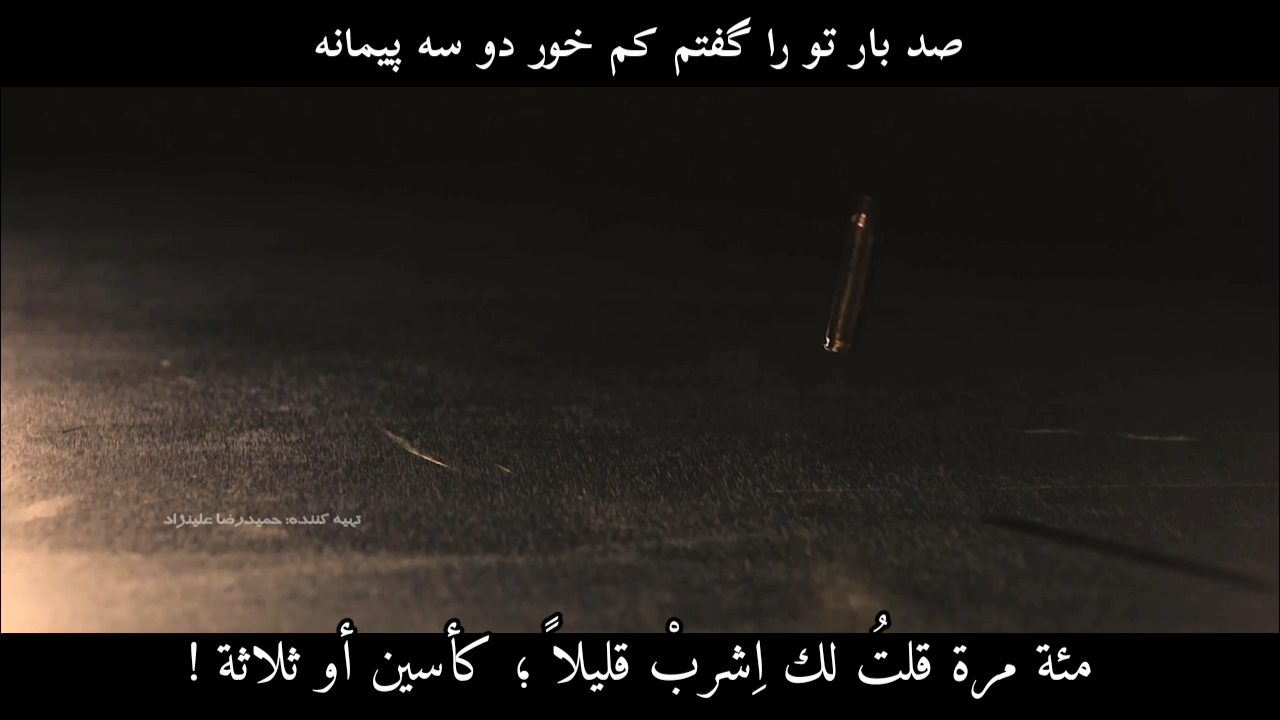 صد بار تو را گفتم کم خور دو سه پیمانه
تهیه کننده: حمیدرضا علینژاد
مئة مرة قلتُ لك اِشربْ قليلاً ؛ كأسين أو ثلاثة !